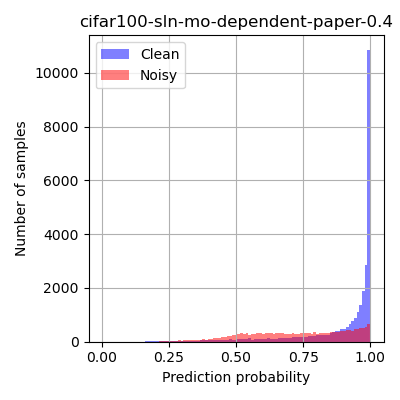 cifar100-sln-mo-dependent-paper-0.4
Clean
Noisy
Number of samples
10000
8000
6000
4000
2000
0
0.00 0.25 0.50 0.75 1.00
Prediction probability